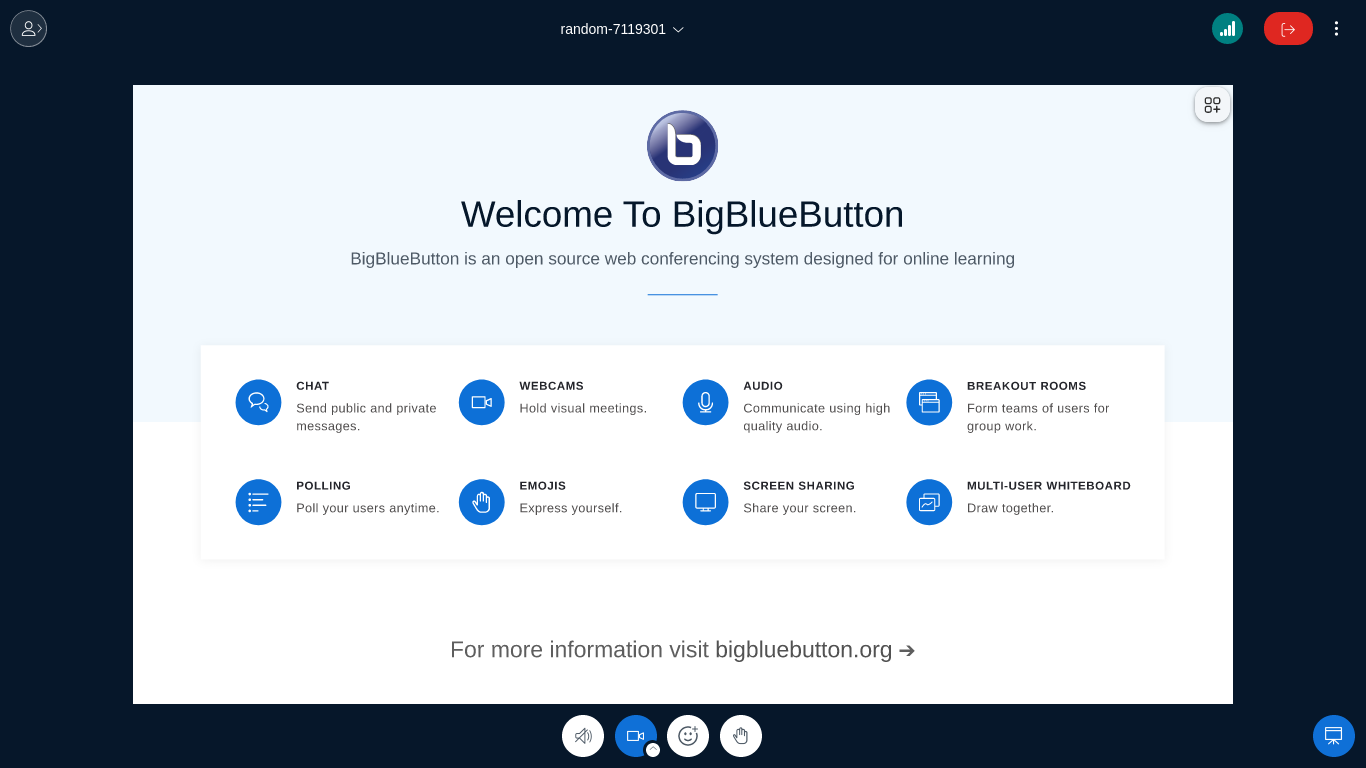 random-7119301
Welcome To BigBlueButton
BigBlueButton is an open source web conferencing system designed for online learning
CHAT
Send public and private
messages.
WEBCAMS
Hold visual meetings.
AUDIO
Communicate using high
quality audio.
BREAKOUT ROOMS
Form teams of users for
group work.
POLLING
Poll your users anytime.
EMOJIS
Express yourself.
SCREEN SHARING
Share your screen.
MULTI-USER WHITEBOARD
Draw together.
For more information visit bigbluebutton.org ➔